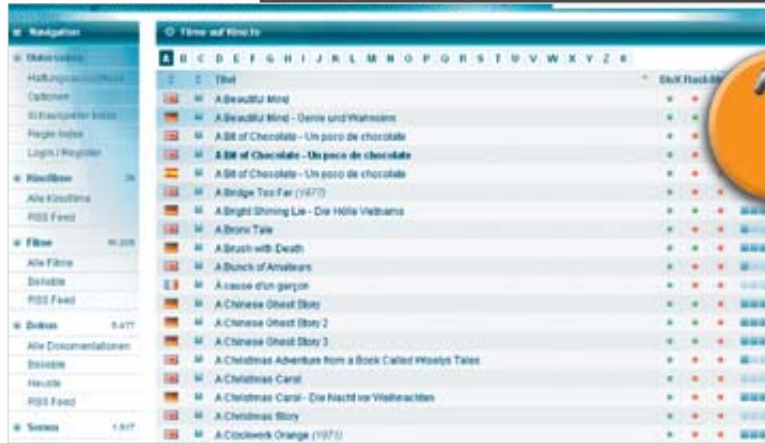 Navigation
Optionen
Schauspieler Index
Regie Index
Login / Register
Kinofilme
Alle Kinofilme
RSS Feed
Filme
Alle Filme
Beliebte
RSS Feed
Dokus 5.477
Alle Dokumentationen
Beliebte
Neuste
RSS Feed
Serien
Filme auf Kino.to
A B C D E F G H I J K L M N O P Q R S T U V W X Y Z #
Titel
A Beautiful Mind
A Beautiful Mind - Genie und Wahnsinn
A Bit of Chocolate - Un poco de chocolate
A Bit of Chocolate - Un poco de chocolate
A Bit of Chocolate - Un poco de chocolate
A Bridge Too Far (1977)
A Bright Shining Lie - Die Hölle Vietnams
A Bronx Tale
A Brush with Death
A Bunch of Amateurs
À cause d'un garçon
A Chinese Ghost Story
A Chinese Ghost Story 2
A Chinese Ghost Story 3
A Christmas Adventure from a Book Called Wisely's Tales
A Christmas Carol
A Christmas Carol - Die Nacht vor Weihnachten
A Christmas Story
A Clockwork Orange (1971)